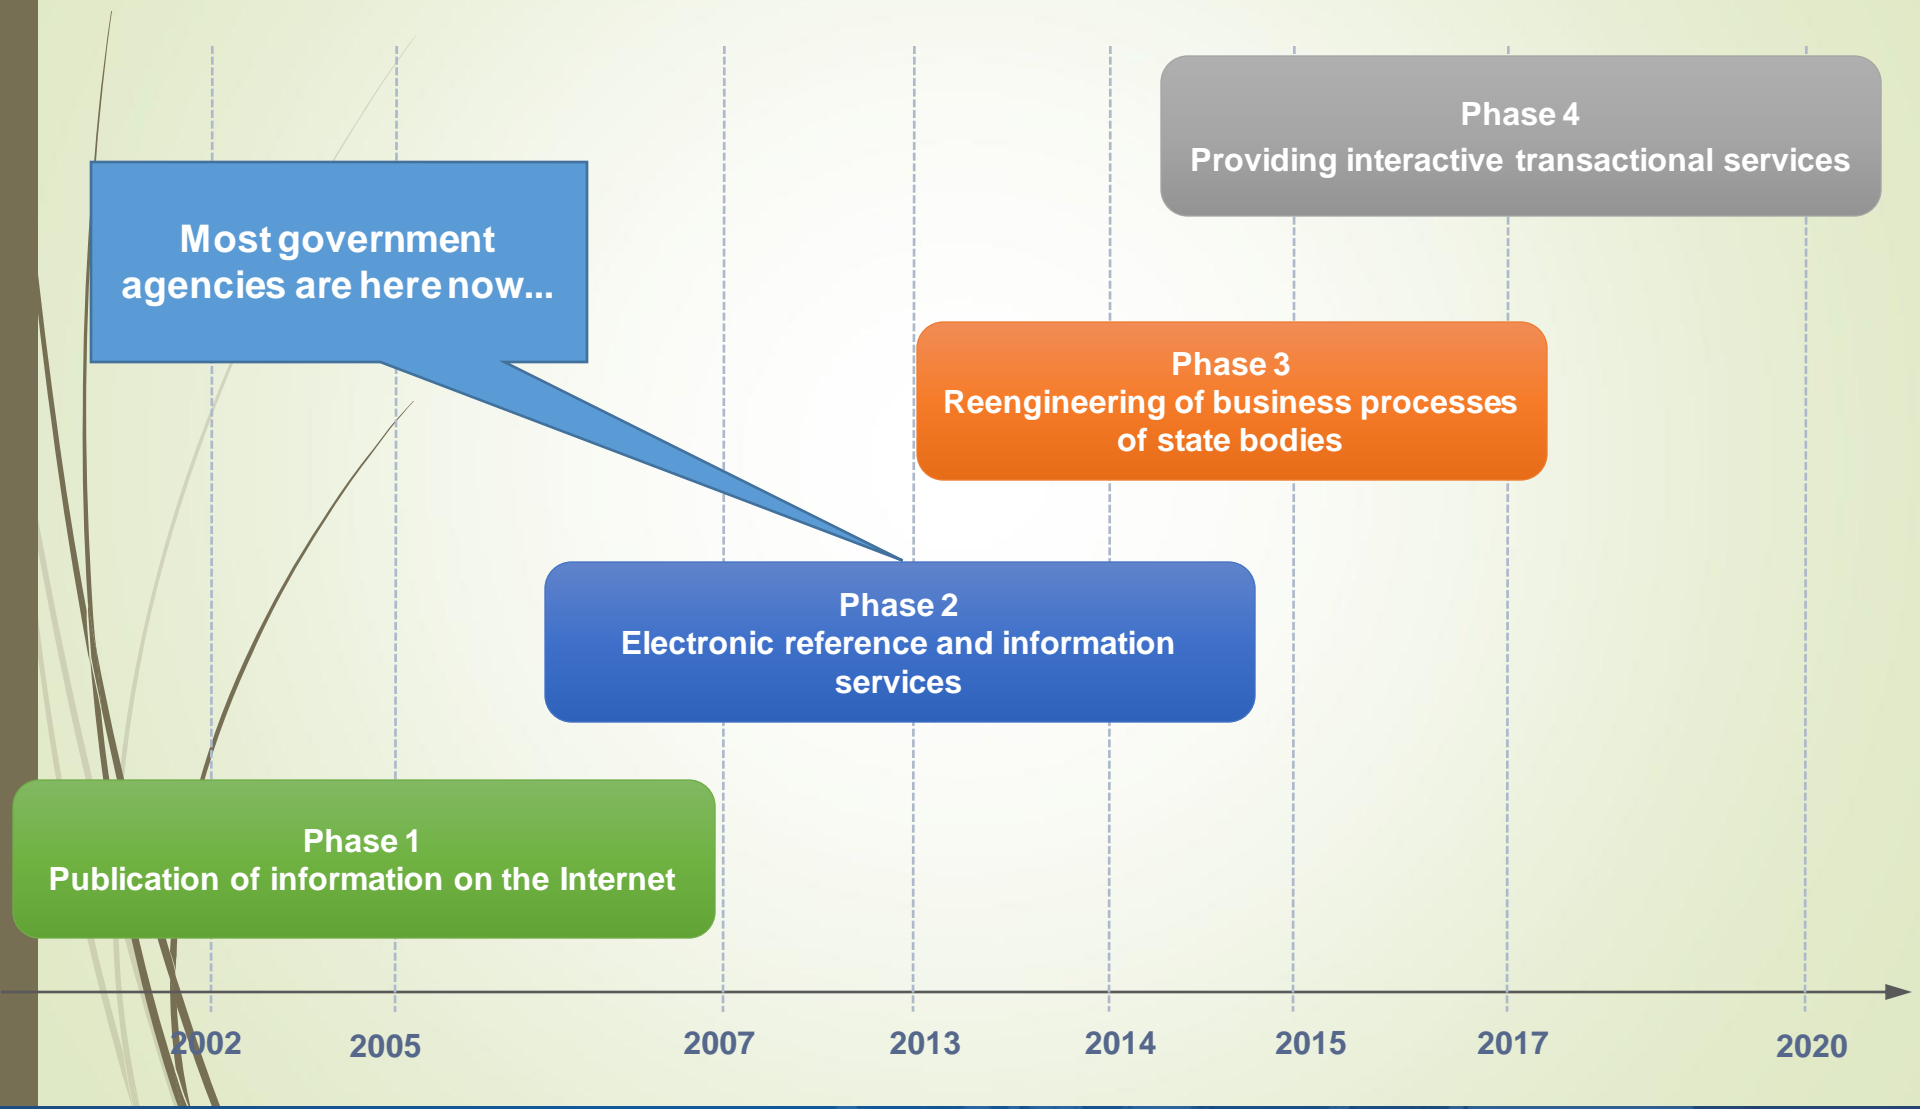 Phase 4
Providing interactive transactional services
Most government
agencies are here now...
Phase 3
Reengineering of business processes
of state bodies
Phase 2
Electronic reference and information
services
Phase 1
Publication of information on the Internet
2002
2005
2007
2013
2014
2015
2017
2020